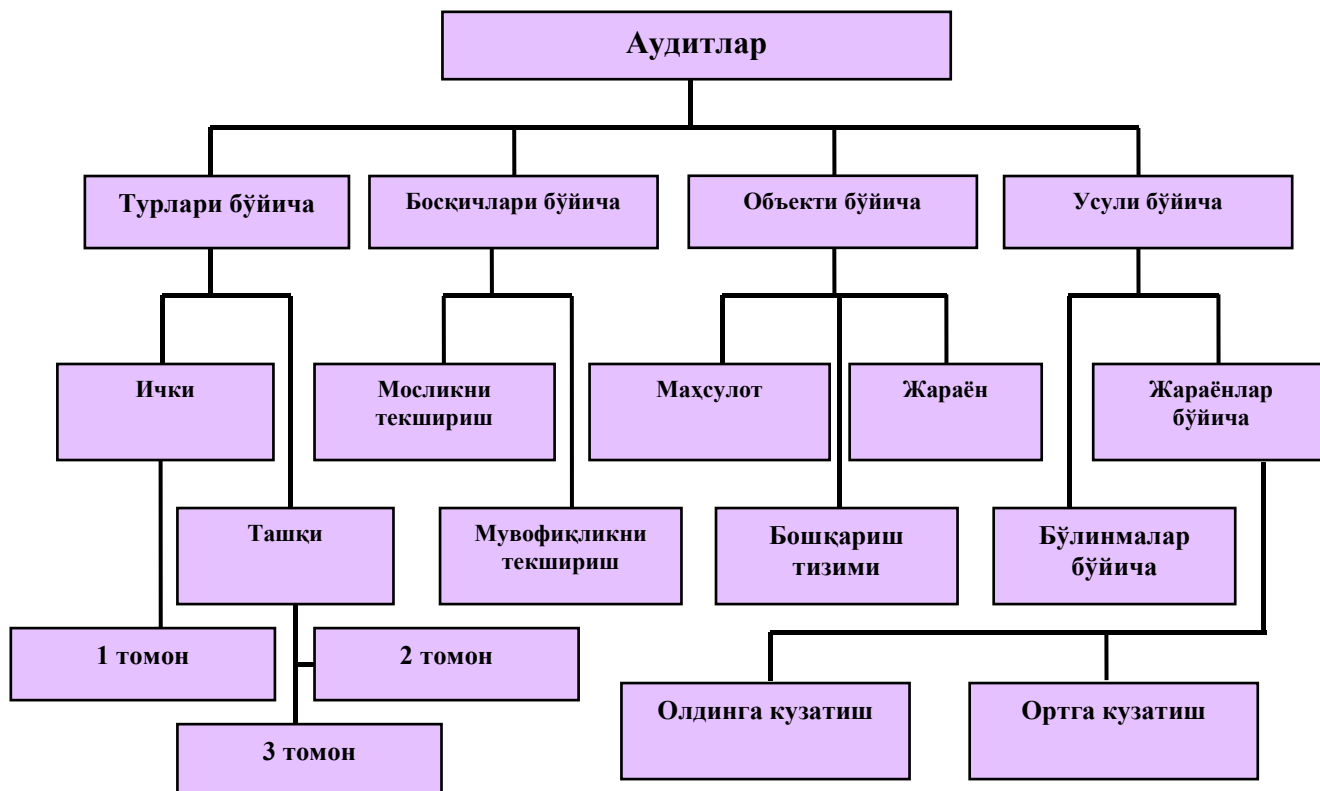 Аудитлар
Турлари бўйича
Босқичлари бўйича
Объекти бўйича
Усули бўйича
Ички
Мосликни
текшириш
Маҳсулот
Жараён
Жараёнлар
бўйича
Ташқи
Мувофиқликни
текшириш
Бошқариш
тизими
Бўлинмалар
бўйича
1 томон
2 томон
Олдинга кузатиш
Ортга кузатиш
3 томон